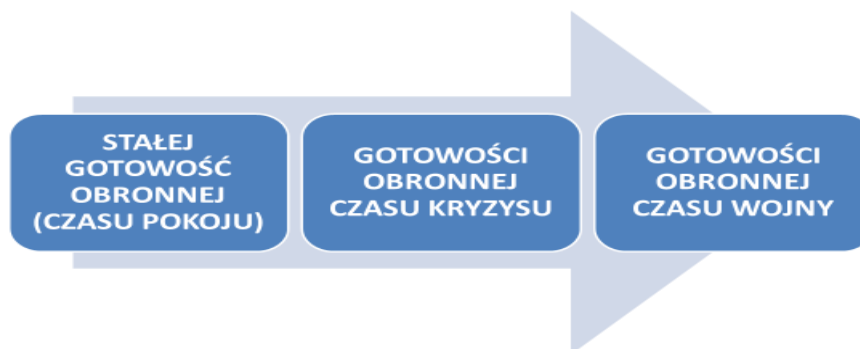 STAŁEJ
GOTOWOŚĆ
OBRONNEJ
(CZASU POKOJU)
GOTOWOŚCI
OBRONNEJ
CZASU KRYZYSU
GOTOWOŚCI
OBRONNEJ
CZASU WOJNY